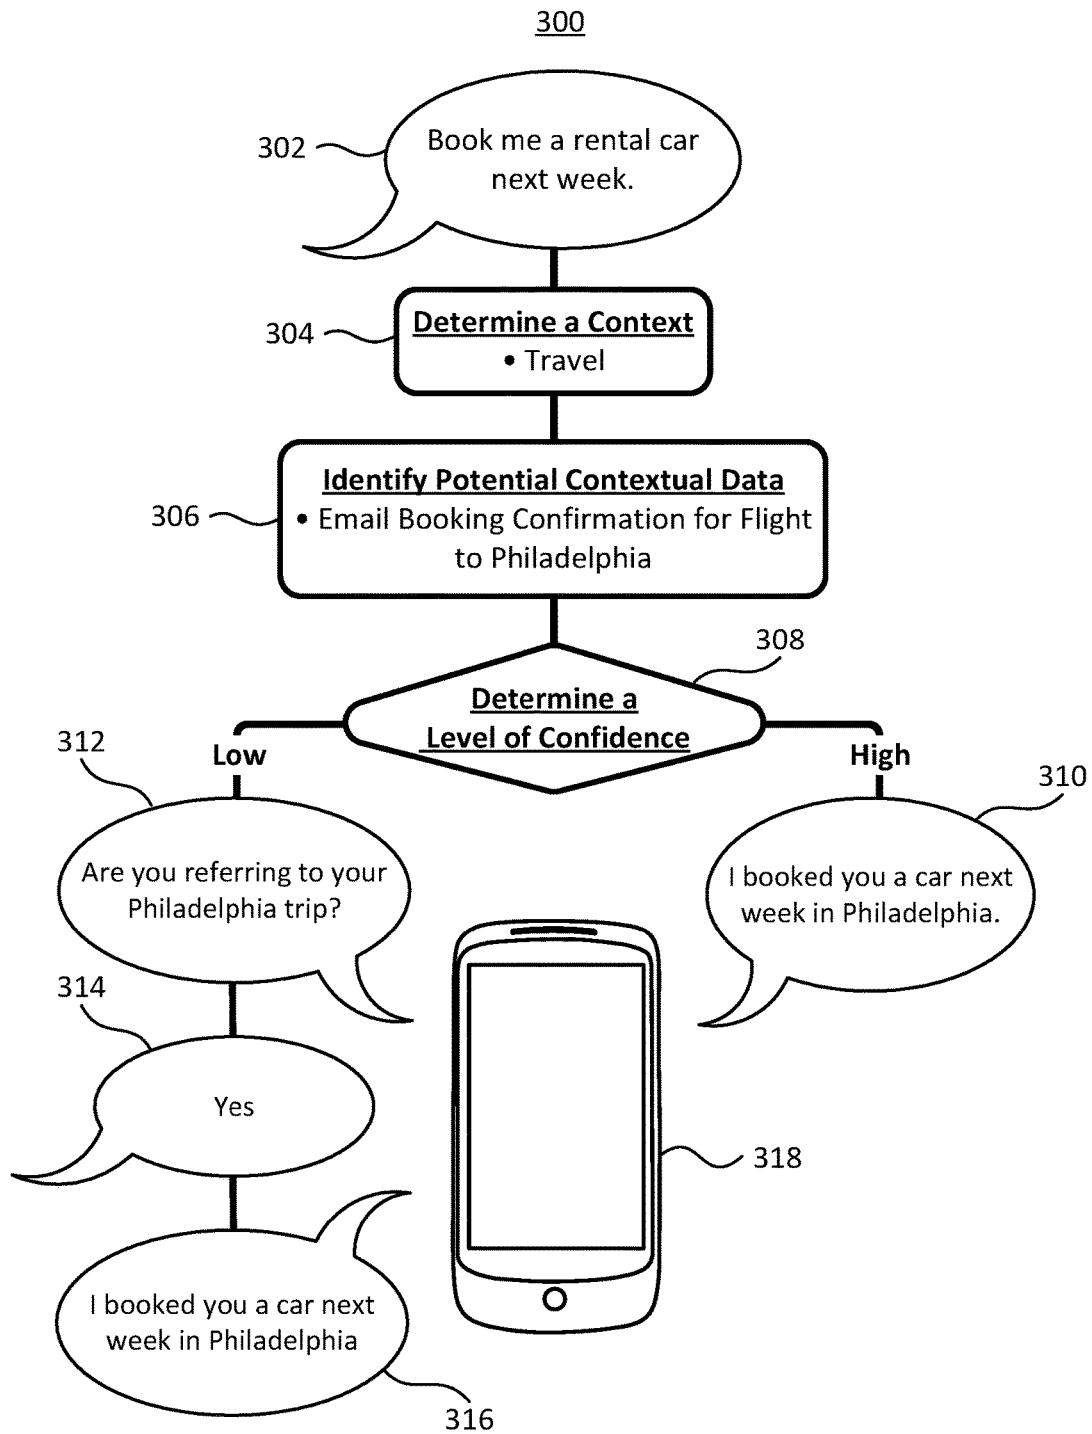 300
302
Book me a rental car
next week.
304
Determine a Context
• Travel
306
Identify Potential Contextual Data
• Email Booking Confirmation for Flight
to Philadelphia
308
Determine a
Level of Confidence
Low
High
312
Are you referring to your
Philadelphia trip?
310
I booked you a car next
week in Philadelphia.
314
Yes
318
I booked you a car next
week in Philadelphia
316